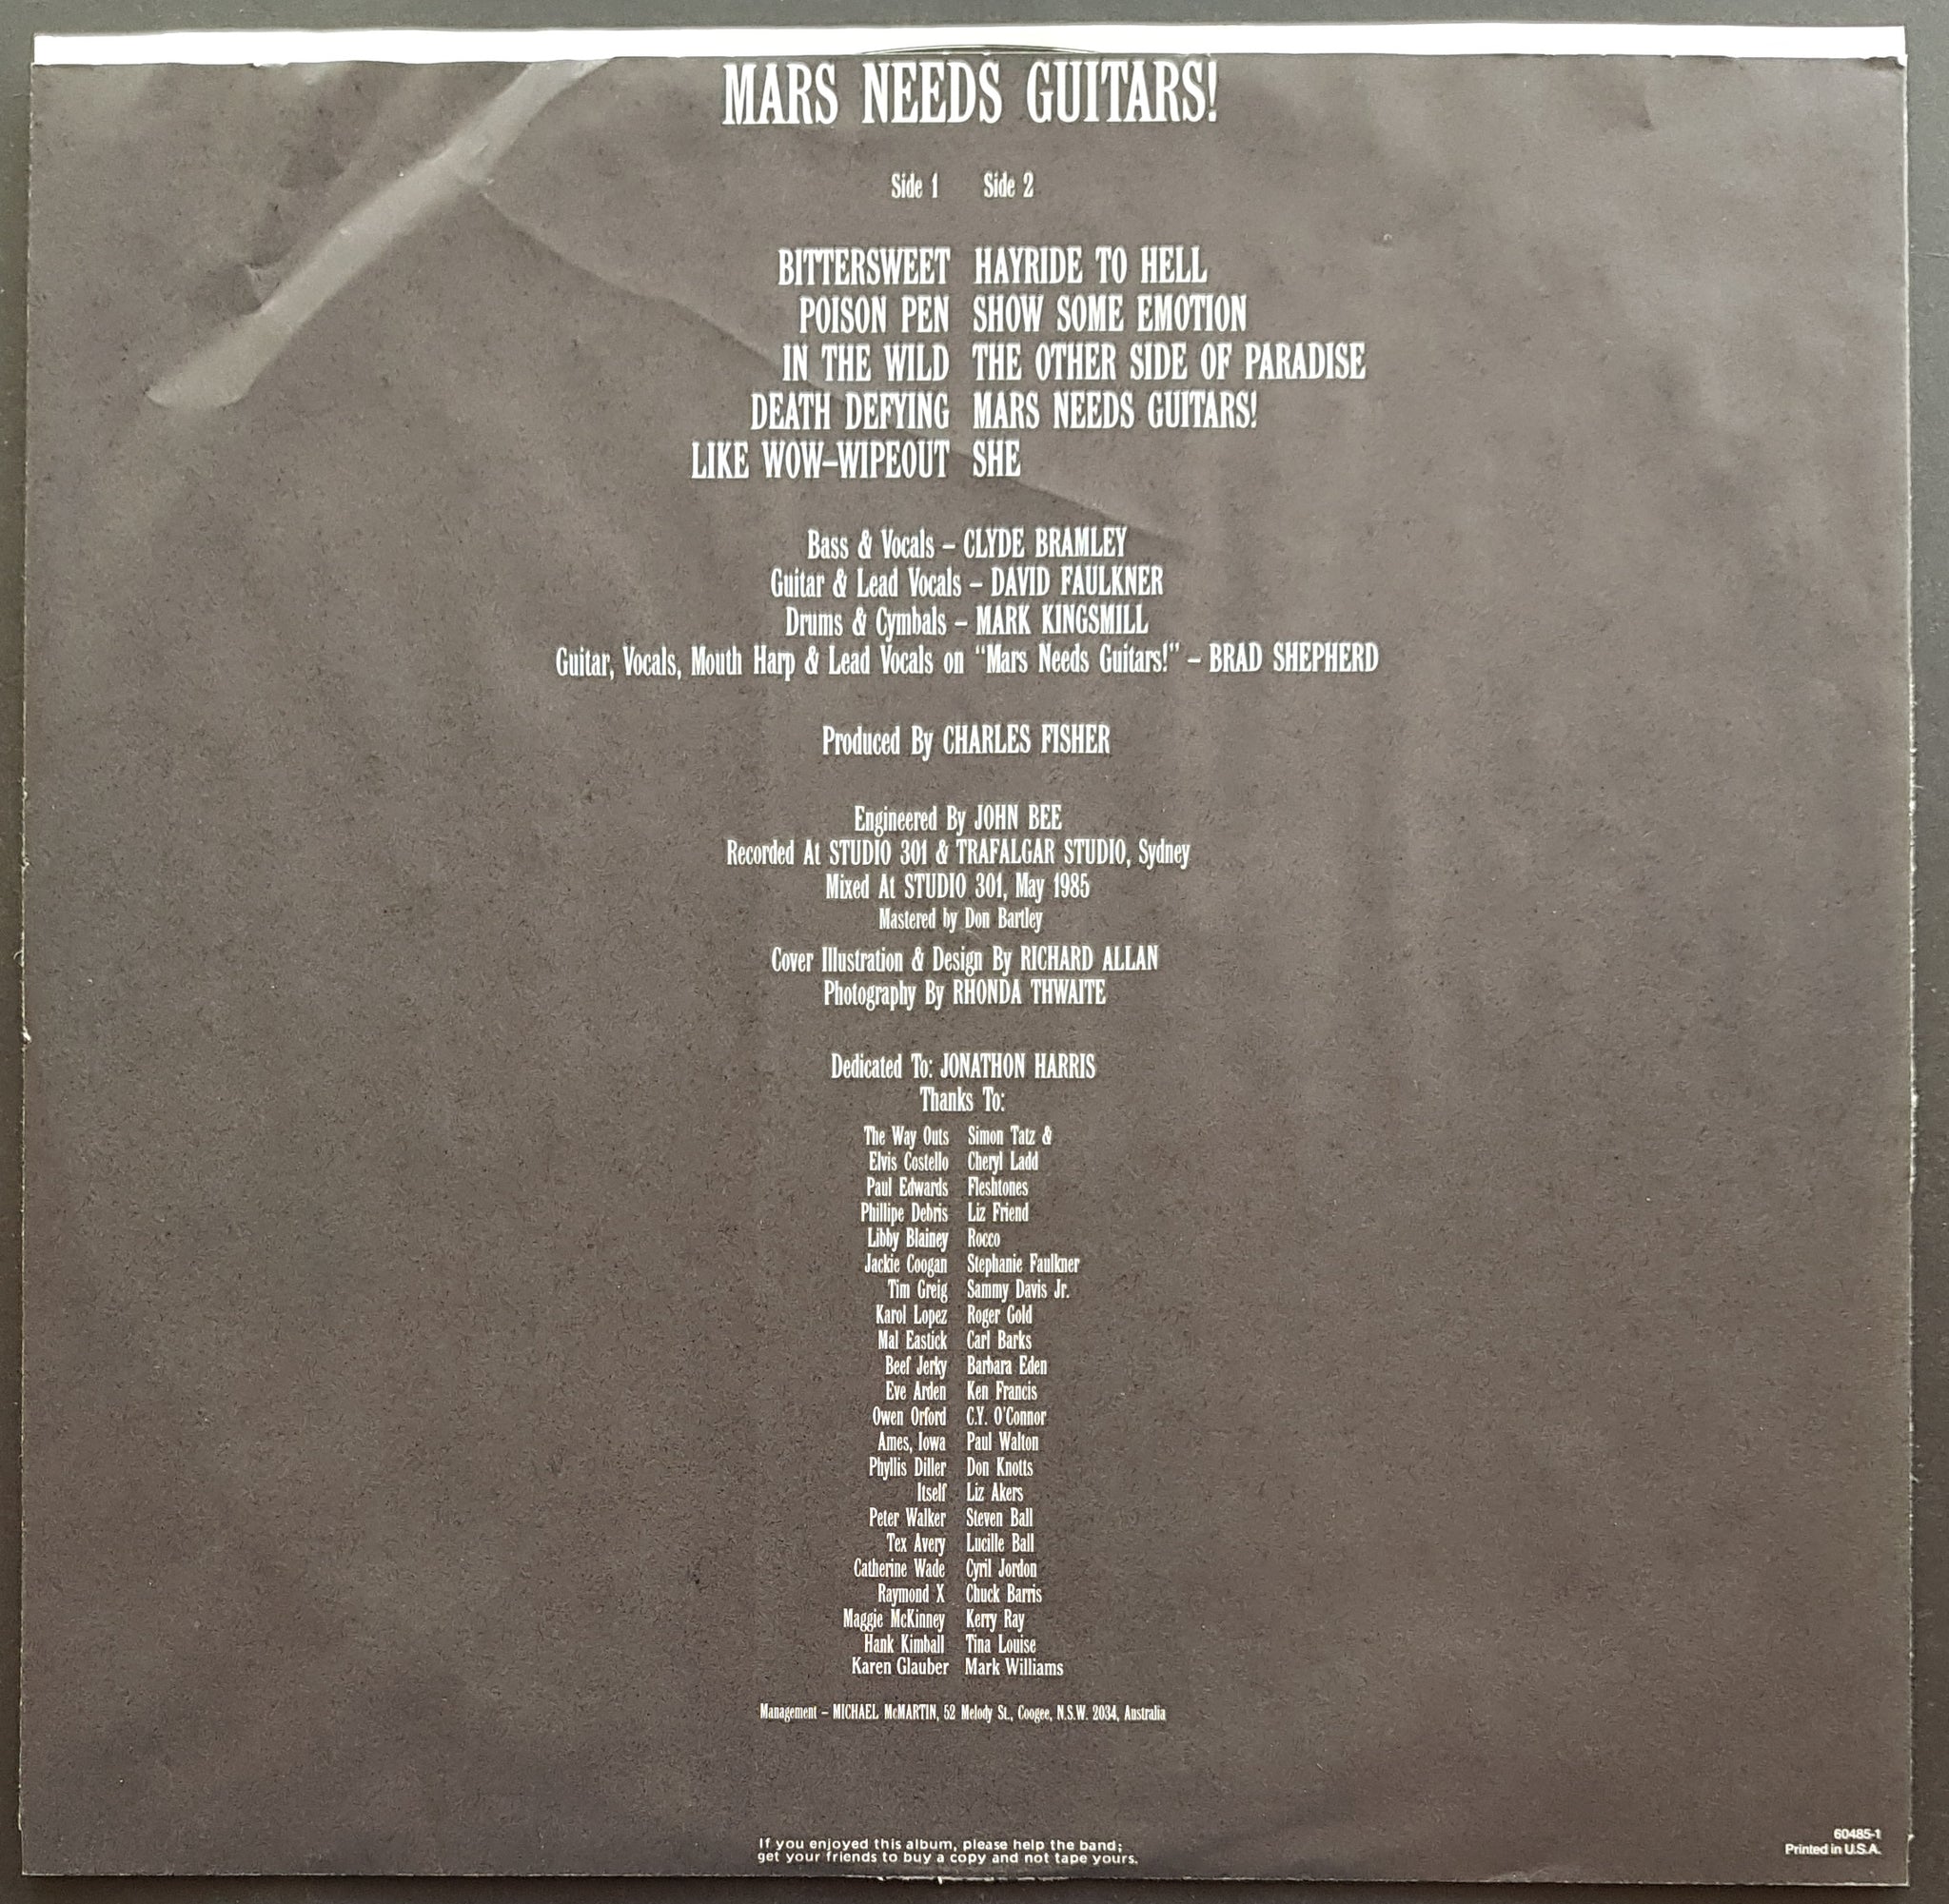 MARS NEEDS GUITARS!
Side 1 Side 2
BITTERSWEET HAYRIDE TO HELL
POISON PEN SHOW SOME EMOTION
IN THE WILD THE OTHER SIDE OF PARADISE
DEATH DEFYING MARS NEEDS GUITARS!
LIKE WOW–WIPEOUT SHE
Bass & Vocals – CLYDE BRAMLEY
Guitar & Lead Vocals – DAVID FAULKNER
Drums & Cymbals – MARK KINGSMILL
Guitar, Vocals, Mouth Harp & Lead Vocals on “Mars Needs Guitars!” – BRAD SHEPHERD
Produced By CHARLES FISHER
Engineered By JOHN BEE
Recorded At STUDIO 301 & TRAFALGAR STUDIO, Sydney
Mixed At STUDIO 301, May 1985
Mastered by Don Bartley
Cover Illustration & Design By RICHARD ALLAN
Photography By RHONDA THWAITE
Dedicated To: JONATHON HARRIS
Thanks To:
The Way Outs Simon Tatz &
Elvis Costello Cheryl Ladd
Paul Edwards Fleshtones
Phillipe Debris Liz Friend
Libby Blainey Rocco
Jackie Coogan Stephanie Faulkner
Tim Greig Sammy Davis Jr.
Karol Lopez Roger Gold
Mal Eastick Carl Barks
Beef Jerky Barbara Eden
Eve Arden Ken Francis
Owen Orford C.Y. O'Connor
Ames, Iowa Paul Walton
Phyllis Diller Don Knotts
Itself Liz Akers
Peter Walker Steven Ball
Tex Avery Lucille Ball
Catherine Wade Cyril Jordon
Raymond X Chuck Barris
Maggie McKinney Kerry Ray
Hank Kimball Tina Louise
Karen Glauber Mark Williams
Management – MICHAEL McMARTIN, 52 Melody St., Coogee, N.S.W. 2034, Australia
If you enjoyed this album, please help the band;
get your friends to buy a copy and not tape yours.
60485-1
Printed in U.S.A.